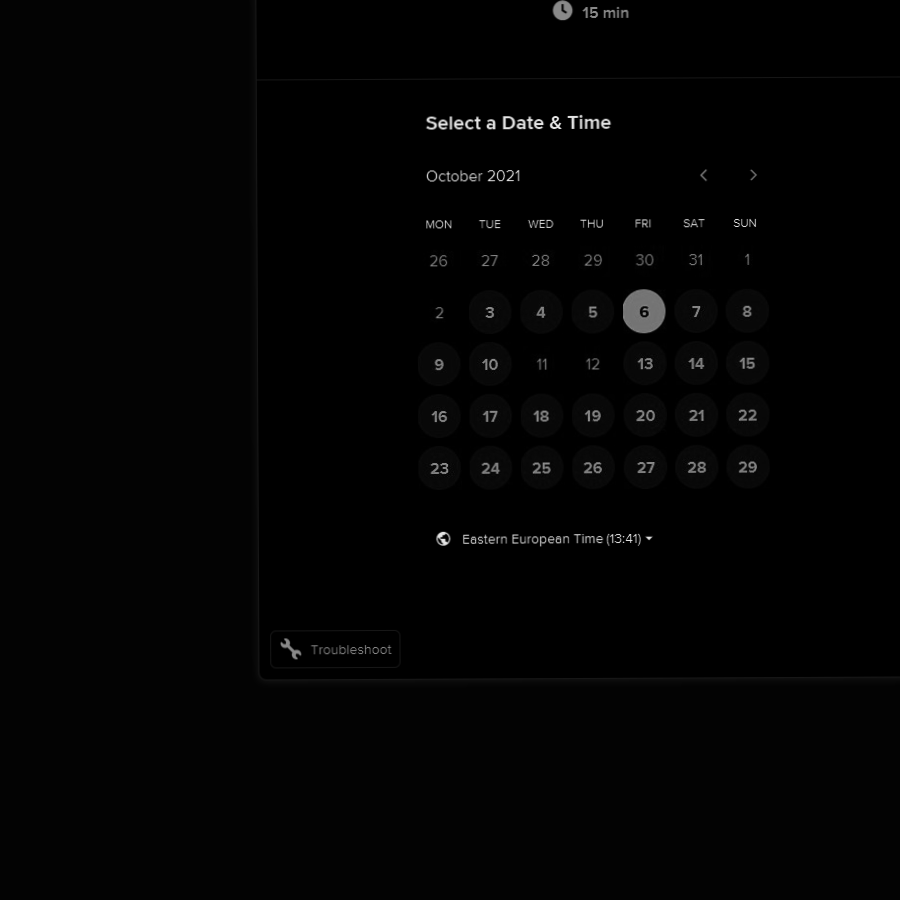 15 min
Select a Date & Time
October 2021
MON TUE WED THU FRI SAT SUN
26 27 28 29 30 31 1
2 3 4 5 6 7 8
9 10 11 12 13 14 15
16 17 18 19 20 21 22
23 24 25 26 27 28 29
Eastern European Time (13:41)
Troubleshoot